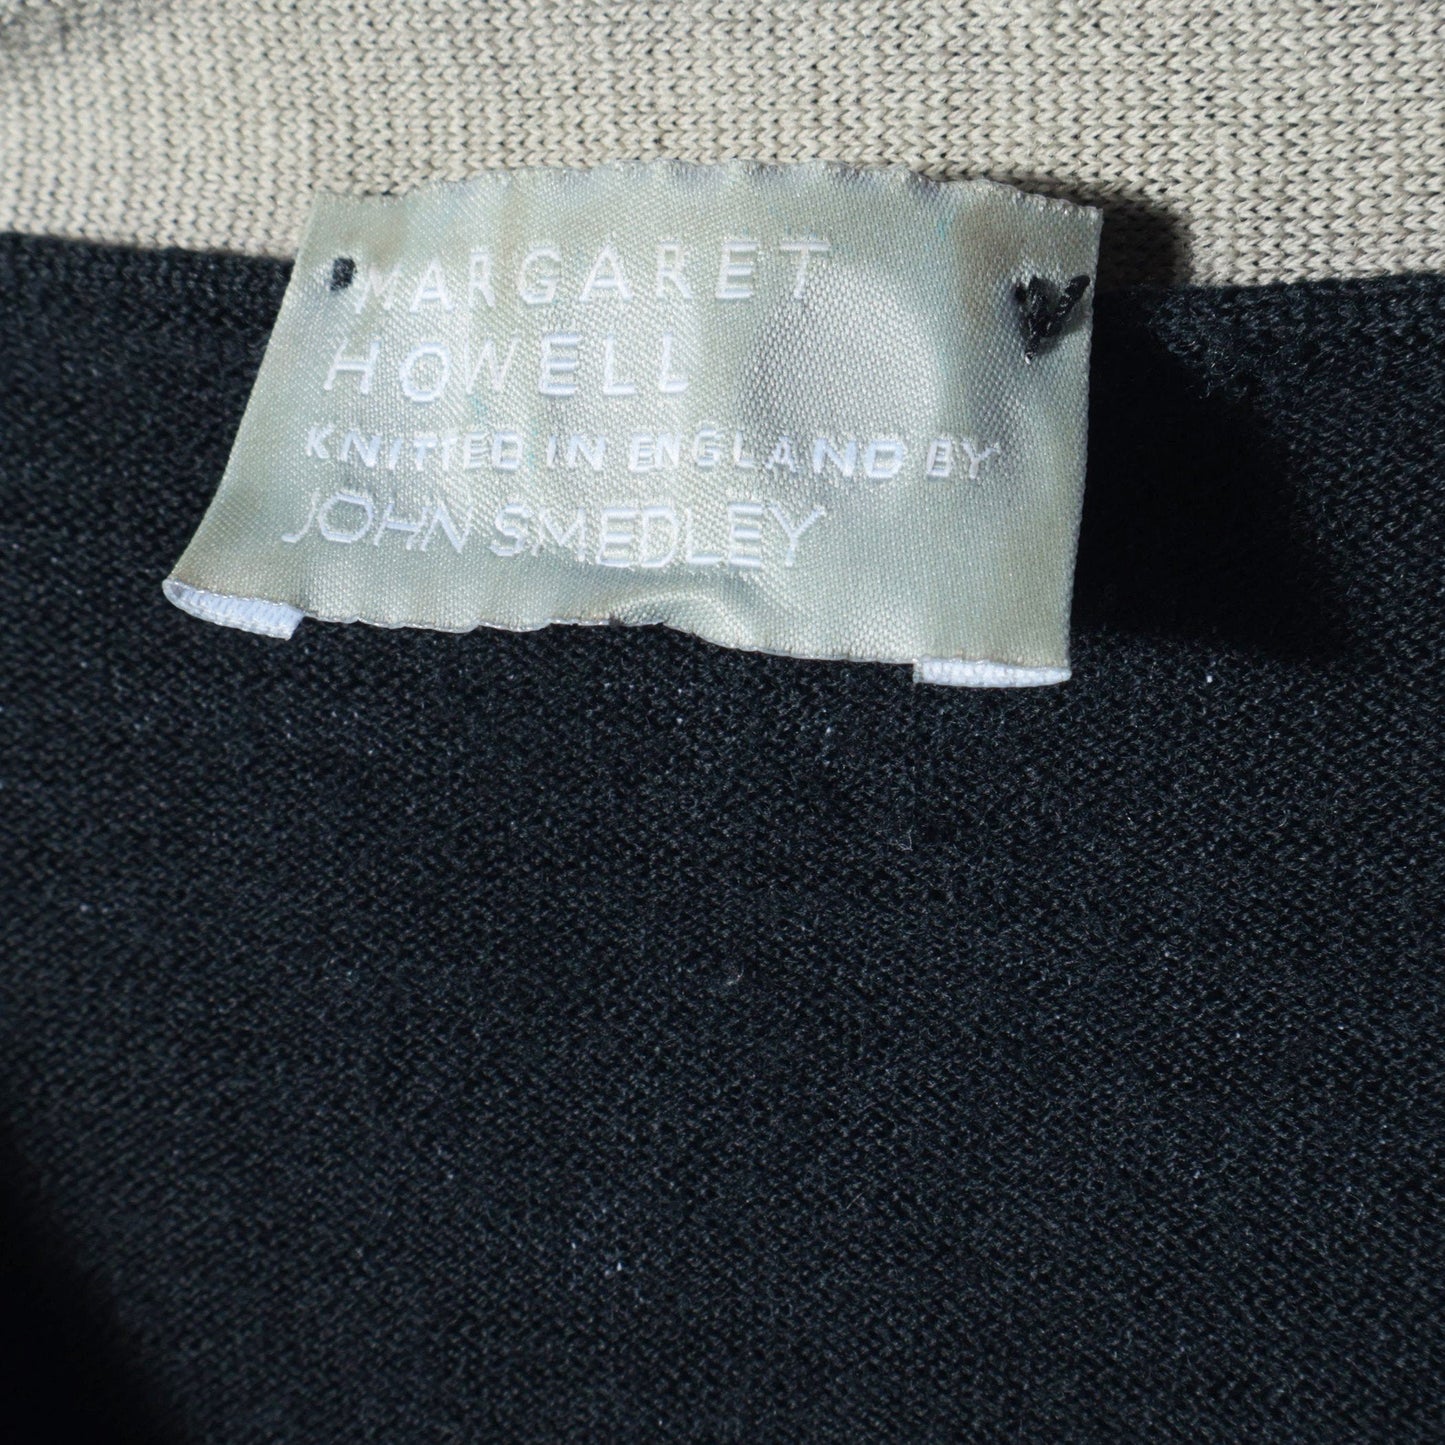 MARGARET
HOWELL
KNITTED IN ENGLAND BY
JOHN SMEDLEY